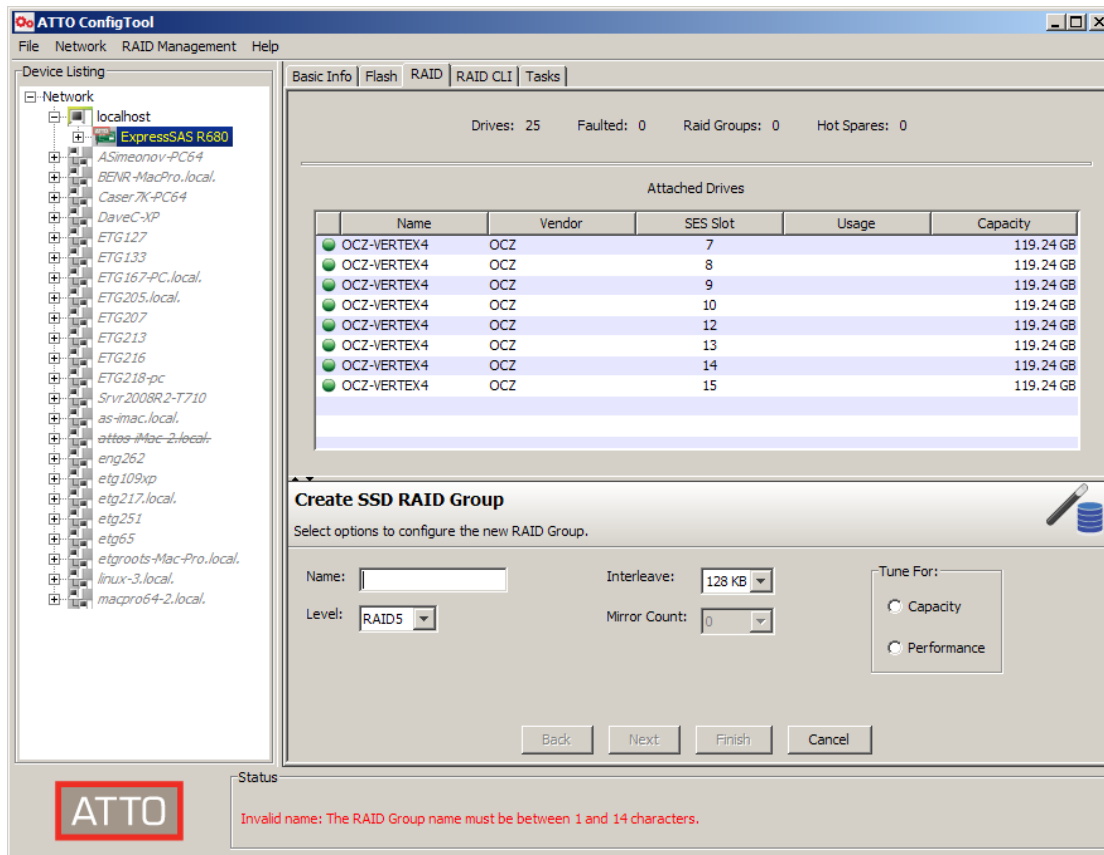 ATTO ConfigTool
File Network RAID Management Help
Device Listing
Network
localhost
ExpressSAS R680
ASimeonov-PC64
BENR-MacPro.local.
Caser7K-PC64
DaveC-XP
ETG127
ETG133
ETG167-PC.local.
ETG205.local.
ETG207
ETG213
ETG216
ETG218-pc
Srvr2008R2-T710
as-imac.local.
attos-iMac-2.local.
eng262
etg109xp
etg217.local.
etg251
etg65
etgroots-Mac-Pro.local.
linux-3.local.
macpro64-2.local.
Basic Info Flash RAID RAID CLI Tasks
Drives: 25 Faulted: 0 Raid Groups: 0 Hot Spares: 0
Attached Drives
Name Vendor SES Slot Usage Capacity
OCZ-VERTEX4 OCZ 7 119.24 GB
OCZ-VERTEX4 OCZ 8 119.24 GB
OCZ-VERTEX4 OCZ 9 119.24 GB
OCZ-VERTEX4 OCZ 10 119.24 GB
OCZ-VERTEX4 OCZ 12 119.24 GB
OCZ-VERTEX4 OCZ 13 119.24 GB
OCZ-VERTEX4 OCZ 14 119.24 GB
OCZ-VERTEX4 OCZ 15 119.24 GB
Create SSD RAID Group
Select options to configure the new RAID Group.
Name: Interleave: 128 KB Tune For:
Capacity
Level: RAID5 Mirror Count: 0
Performance
Back Next Finish Cancel
ATTO
Status
Invalid name: The RAID Group name must be between 1 and 14 characters.